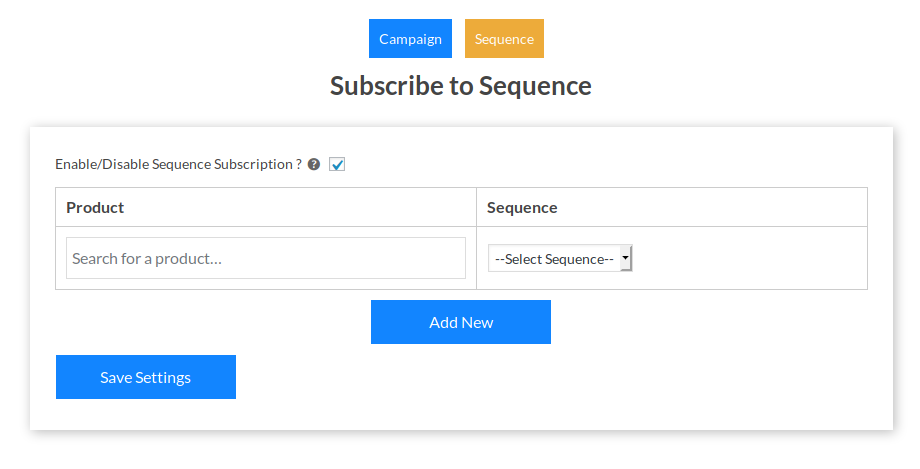 Campaign Sequence
Subscribe to Sequence
Enable/Disable Sequence Subscription ? ?
Product Sequence
Search for a product... --Select Sequence--
Add New
Save Settings